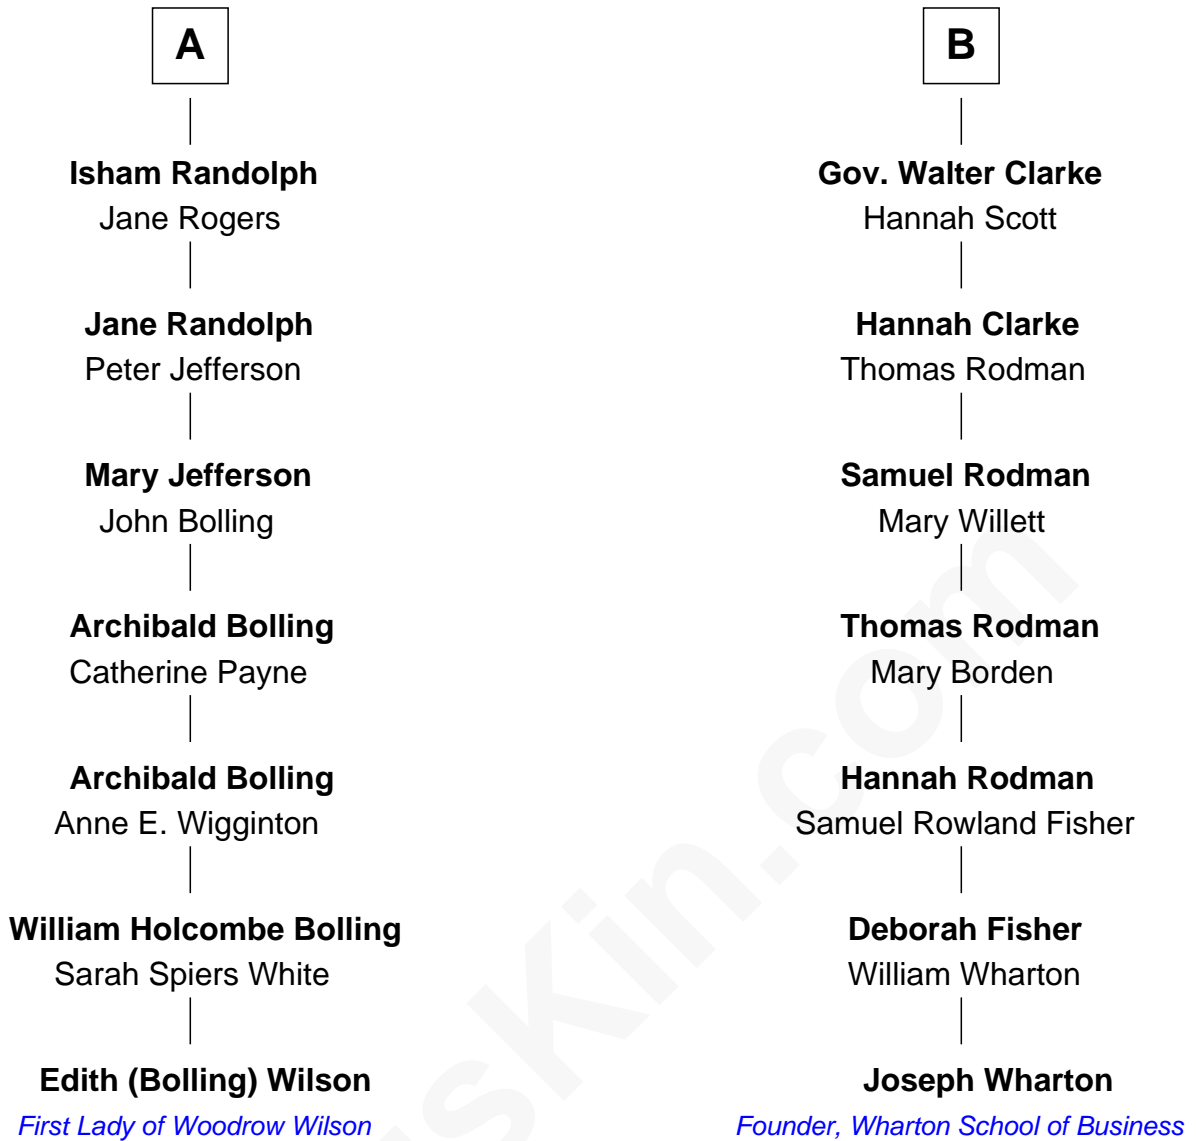 A
Isham Randolph
Jane Rogers
Jane Randolph
Peter Jefferson
Mary Jefferson
John Bolling
Archibald Bolling
Catherine Payne
Archibald Bolling
Anne E. Wigginton
William Holcombe Bolling
Sarah Spiers White
Edith (Bolling) Wilson
First Lady of Woodrow Wilson
B
Gov. Walter Clarke
Hannah Scott
Hannah Clarke
Thomas Rodman
Samuel Rodman
Mary Willett
Thomas Rodman
Mary Borden
Hannah Rodman
Samuel Rowland Fisher
Deborah Fisher
William Wharton
Joseph Wharton
Founder, Wharton School of Business